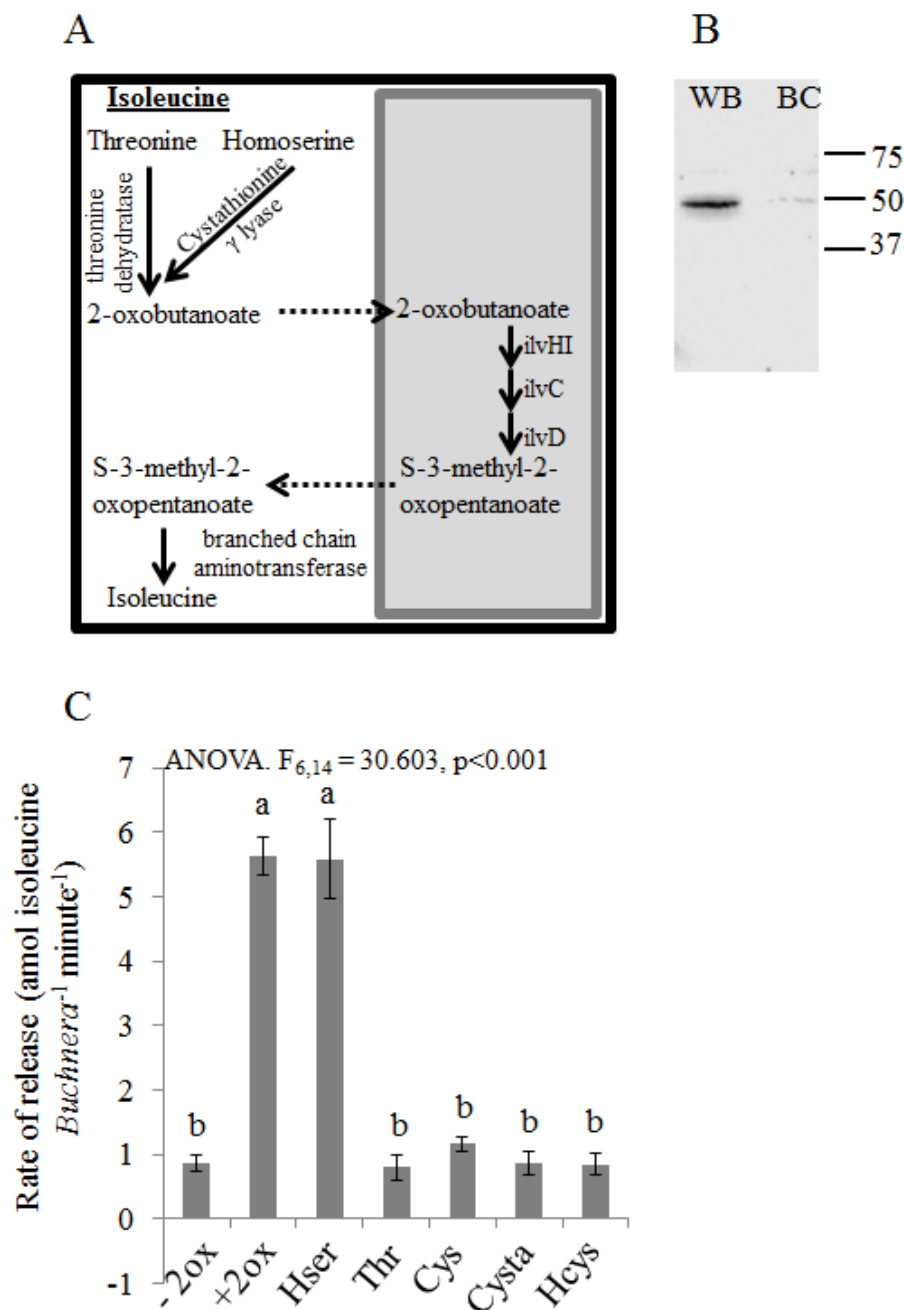 A
Isoleucine
Threonine Homoserine
threonine
dehydratase
Cystathionine
γ lyase
2-oxobutanoate
2-oxobutanoate
ilvHI
ilvC
ilvD
S-3-methyl-2-
oxopentanoate
S-3-methyl-2-
oxopentanoate
branched chain
aminotransferase
Isoleucine
B
WB BC
75
50
37
C
ANOVA. F6,14 = 30.603, p<0.001
Rate of release (amol isoleucine
Buchnera-1 minute-1)
7
6
5
4
3
2
1
0
-1
b
a
a
b
b
b
b
- 2ox
+2ox
Hser
Thr
Cys
Cysta
Hcys